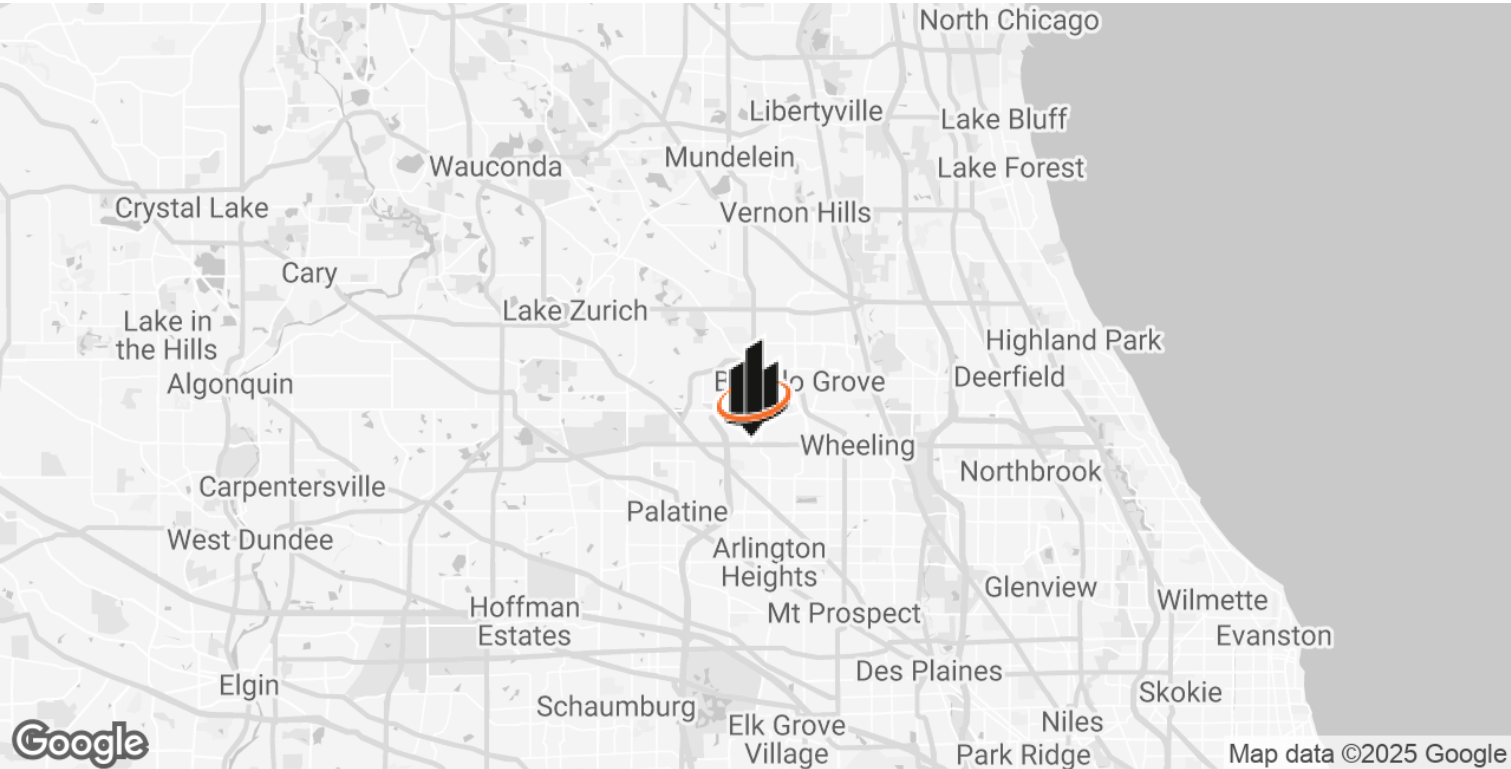 North Chicago
Libertyville
Lake Bluff
Mundelein
Wauconda
Lake Forest
Crystal Lake
Vernon Hills
Cary
Lake Zurich
Lake in
the Hills
Highland Park
Algonquin
Deerfield
Grove
Wheeling
Northbrook
Carpentersville
Palatine
West Dundee
Arlington
Heights
Glenview
Hoffman
Estates
Mt Prospect
Wilmette
Evanston
Des Plaines
Elgin
Skokie
Schaumburg
Elk Grove
Village
Niles
Park Ridge
Google
Map data ©2025 Google